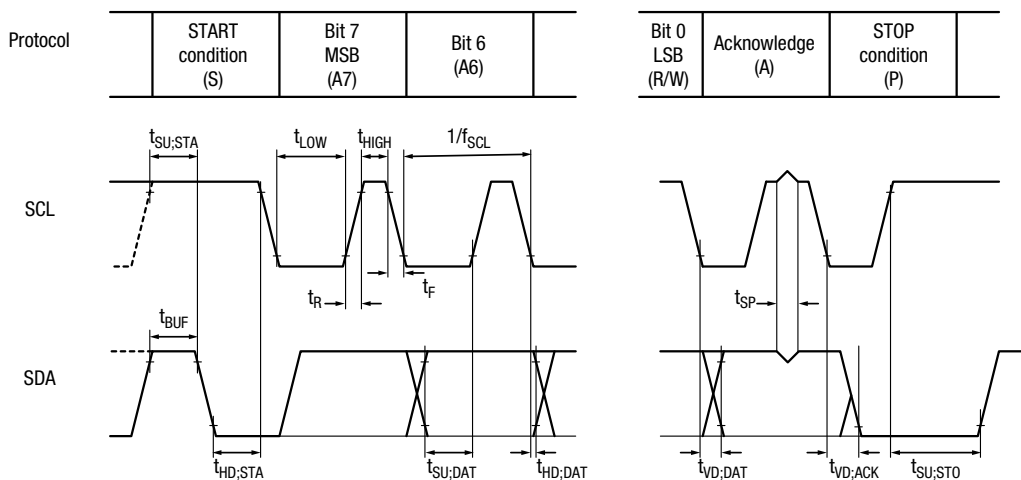 Protocol
START
condition
(S)
Bit 7
MSB
(A7)
Bit 6
(A6)
Bit 0
LSB
(R/W)
Acknowledge
(A)
STOP
condition
(P)
tSU;STA
tLOW
tHIGH
1/fSCL
SCL
tR
tF
tSP
tBUF
SDA
tHD;STA
tSU;DAT
tHD;DAT
tVD;DAT
tVD;ACK
tSU;STO